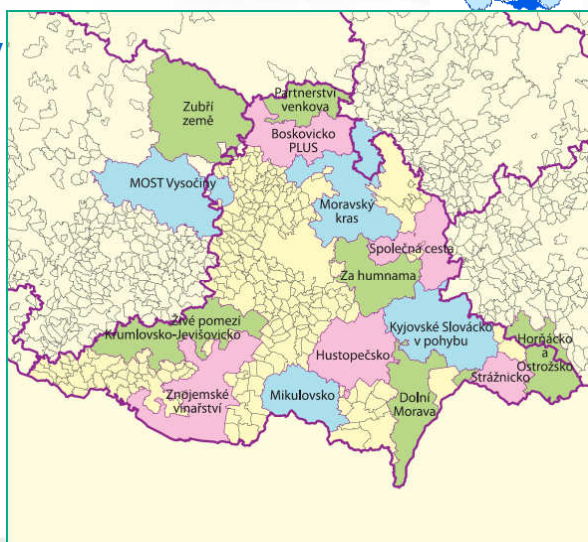 Partnerství
venkova
Zubří
země
Boskovicko
PLUS
MOST Vysočiny
Moravský
kras
Společná cesta
Za humnama
Živé pomezí
Krumlovsko-Jevišovicko
Kyjovské Slovácko
v pohybu
Horňácko
a
Ostrožsko
Hustopečsko
Strážnicko
Znojemské
vinařství
Mikulovsko
Dolní
Morava